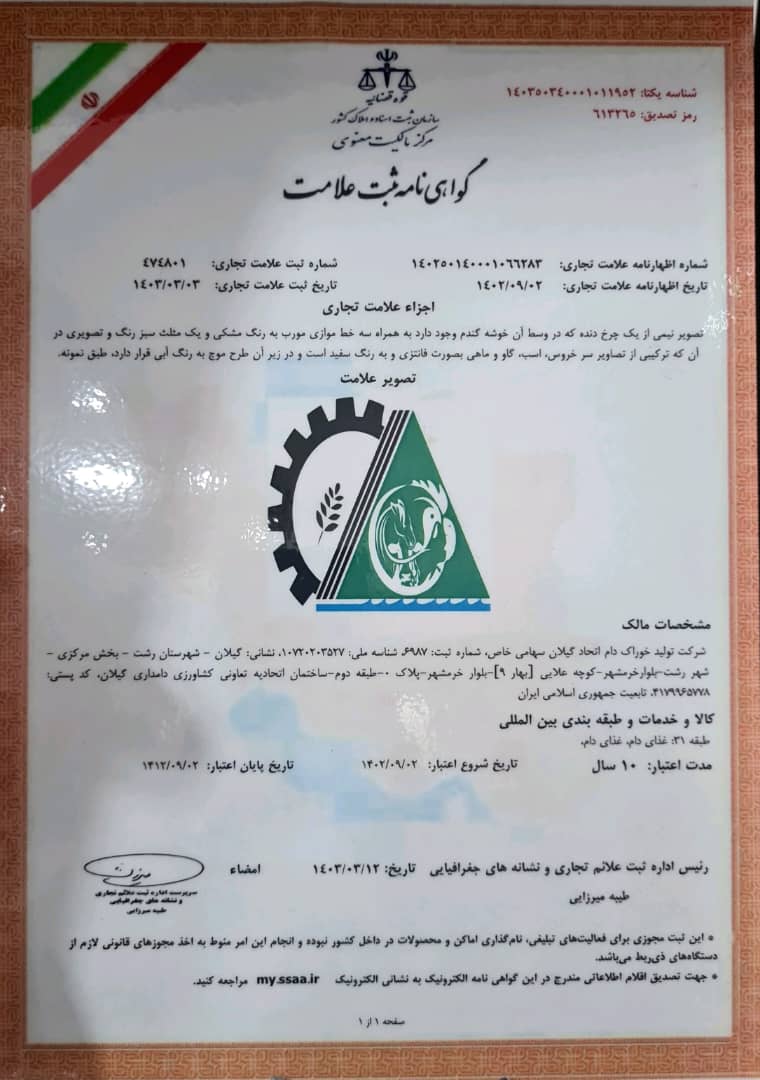 قوه قضاییه
سازمان ثبت اسناد و املاک کشور
مرکز مالکیت معنوی
شناسه یکتا: ۱۴۰۳۵۰۳۴۰۰۰۱۰۱۱۹۵۲
رمز تصدیق: ۶۱۳۲۶۵
گواهی نامه ثبت علامت
شماره اظهارنامه علامت تجاری: ۱۴۰۲۵۰۱۴۰۰۰۱۰۶۶۲۸۳ شماره ثبت علامت تجاری: ۴۷۴۸۰۱
تاریخ اظهارنامه علامت تجاری: ۱۴۰۲/۰۹/۰۲ تاریخ ثبت علامت تجاری: ۱۴۰۳/۰۳/۰۳
اجزاء علامت تجاری
تصویر نیمی از یک چرخ دنده که در وسط آن خوشه گندم وجود دارد به همراه سه خط موازی مورب به رنگ مشکی و یک مثلث سبز رنگ و تصویری در
آن که ترکیبی از تصاویر سر خروس، اسب، گاو و ماهی بصورت فانتزی و به رنگ سفید است و در زیر آن طرح موج به رنگ آبی قرار دارد، طبق نمونه.
تصویر علامت
مشخصات مالک
شرکت تولید خوراک دام اتحاد گیلان سهامی خاص، شماره ثبت: ۶۹۸۷، شناسه ملی: ۱۰۷۲۰۲۰۳۵۲۷، نشانی: گیلان - شهرستان رشت - بخش مرکزی -
شهر رشت-بلوارخرمشهر-کوچه علایی [بهار ۹]-بلوار خرمشهر-پلاک ۰-طبقه دوم-ساختمان اتحادیه تعاونی کشاورزی دامداری گیلان، کد پستی:
۴۱۷۹۹۶۵۷۷۸، تابعیت جمهوری اسلامی ایران
کالا و خدمات و طبقه بندی بین المللی
طبقه ۳۱: غذای دام، غذای دام،
مدت اعتبار: ۱۰ سال تاریخ شروع اعتبار: ۱۴۰۲/۰۹/۰۲ تاریخ پایان اعتبار: ۱۴۱۲/۰۹/۰۲
رئیس اداره ثبت علائم تجاری و نشانه های جغرافیایی تاریخ: ۱۴۰۳/۰۳/۱۲ امضاء
طیبه میرزایی
سرپرست اداره ثبت علائم تجاری
و نشانه های جغرافیایی
طیبه میرزایی
* این ثبت مجوزی برای فعالیت‌های تبلیغی، نام‌گذاری اماکن و محصولات در داخل کشور نبوده و انجام این امر منوط به اخذ مجوزهای قانونی لازم از
دستگاه‌های ذی‌ربط می‌باشد.
* جهت تصدیق اقلام اطلاعاتی مندرج در این گواهی نامه الکترونیک به نشانی الکترونیک my.ssaa.ir مراجعه کنید.
صفحه ۱ از ۱